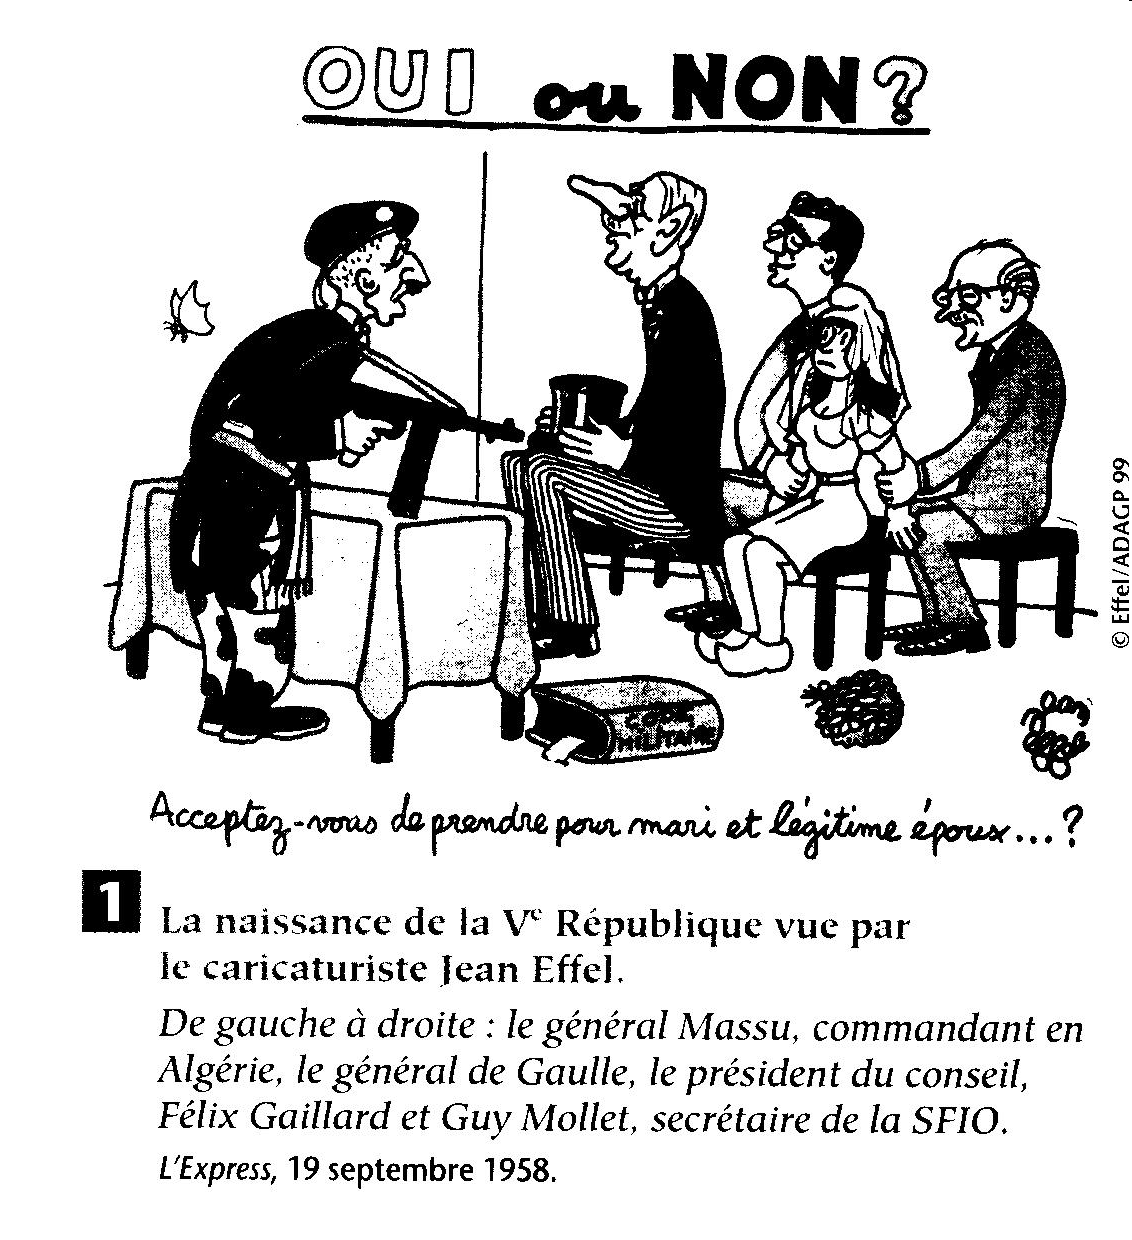 OUI ou NON ?
CODE
MILITAIRE
© Effel/ADAGP 99
Acceptez-vous de prendre pour mari et légitime époux...?
1
La naissance de la Ve République vue par
le caricaturiste Jean Effel.
De gauche à droite : le général Massu, commandant en
Algérie, le général de Gaulle, le président du conseil,
Félix Gaillard et Guy Mollet, secrétaire de la SFIO.
L'Express, 19 septembre 1958.